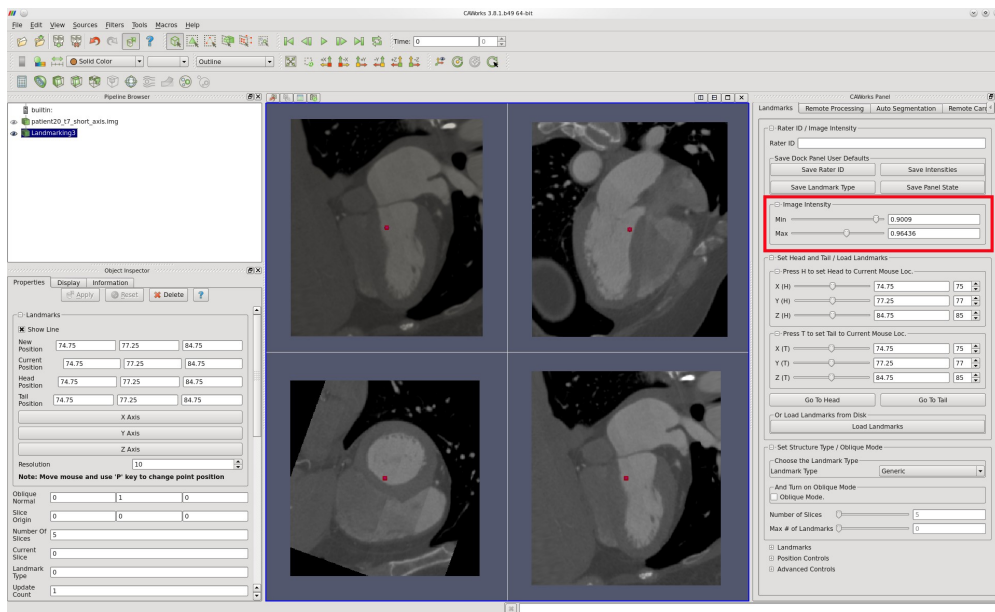 CAWorks 3.8.1.b49 64-bit
File Edit View Sources Filters Tools Macros Help
Time: 0 0
Solid Color Outline
Pipeline Browser
builtin:
patient20_t7_short_axis.img
Landmarking3
Object Inspector
Properties Display Information
Apply Reset Delete ?
Landmarks
Show Line
New Position 74.75 77.25 84.75
Current Position 74.75 77.25 84.75
Head Position 74.75 77.25 84.75
Tail Position 74.75 77.25 84.75
X Axis
Y Axis
Z Axis
Resolution 10
Note: Move mouse and use 'P' key to change point position
Oblique Normal 0 1 0
Slice Origin 0 0 0
Number Of Slices 5
Current Slice 0
Landmark Type 0
Update Count 1
CAWorks Panel
Landmarks Remote Processing Auto Segmentation Remote Car
Rater ID / Image Intensity
Rater ID
Save Dock Panel User Defaults
Save Rater ID Save Intensities
Save Landmark Type Save Panel State
Image Intensity
Min 0.9009
Max 0.96436
Set Head and Tail / Load Landmarks
Press H to set Head to Current Mouse Loc.
X (H) 74.75 75
Y (H) 77.25 77
Z (H) 84.75 85
Press T to set Tail to Current Mouse Loc.
X (T) 74.75 75
Y (T) 77.25 77
Z (T) 84.75 85
Go To Head Go To Tail
Or Load Landmarks from Disk
Load Landmarks
Set Structure Type / Oblique Mode
Choose the Landmark Type
Landmark Type Generic
And Turn on Oblique Mode
Oblique Mode.
Number of Slices 5
Max # of Landmarks 0
Landmarks
Position Controls
Advanced Controls